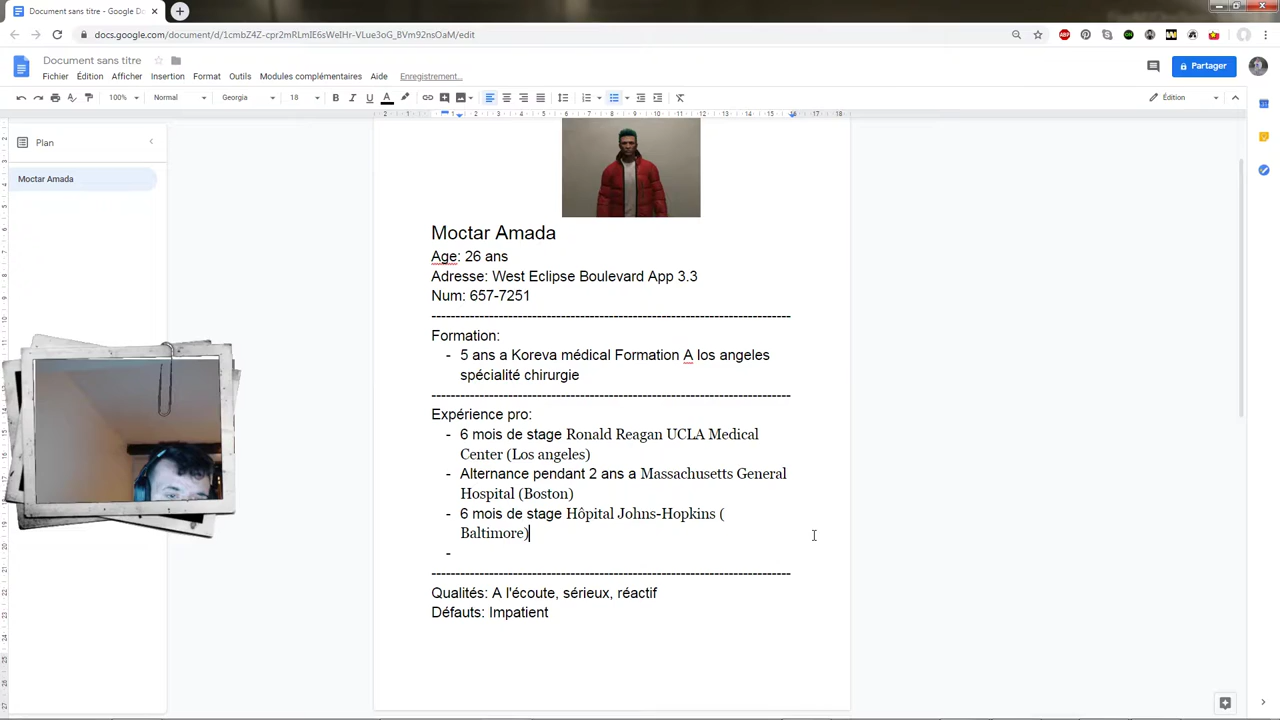 Document sans titre - Google Do
docs.google.com/document/d/1cmbZ4Z-cpr2mRLmIE6sWeIHr-VLue3oG_BVm92nsOaM/edit
Document sans titre
Fichier Édition Afficher Insertion Format Outils Modules complémentaires Aide Enregistrement...
Partager
100% Normal Georgia 18 Édition
Plan
Moctar Amada
Moctar Amada
Age: 26 ans
Adresse: West Eclipse Boulevard App 3.3
Num: 657-7251
Formation:
- 5 ans a Koreva médical Formation A los angeles
spécialité chirurgie
Expérience pro:
- 6 mois de stage Ronald Reagan UCLA Medical
Center (Los angeles)
- Alternance pendant 2 ans a Massachusetts General
Hospital (Boston)
- 6 mois de stage Hôpital Johns-Hopkins (
Baltimore)
-
Qualités: A l'écoute, sérieux, réactif
Défauts: Impatient